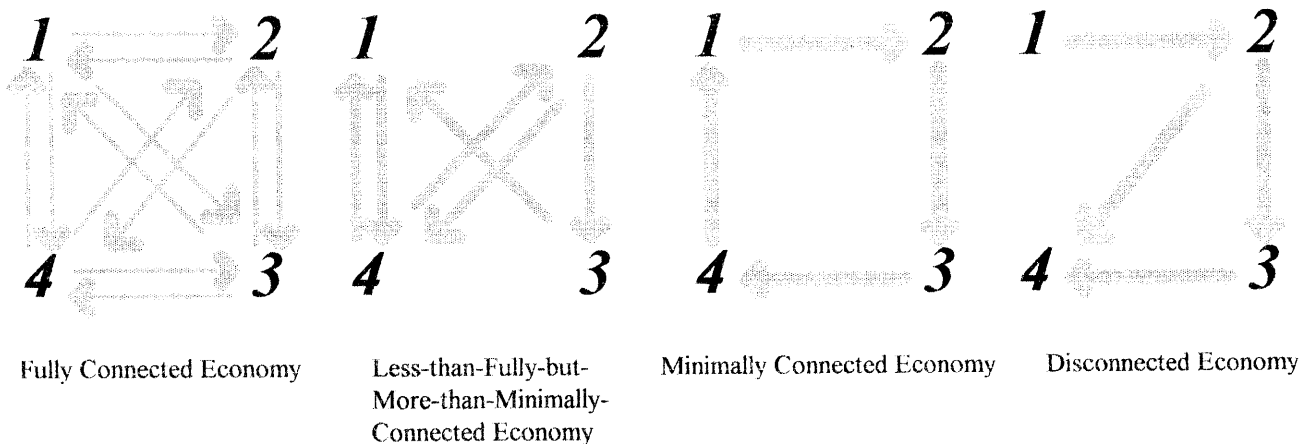 1 2 1 2 1 2 1 2
4 3 4 3 4 3 4 3
Fully Connected Economy
Less-than-Fully-but-
More-than-Minimally-
Connected Economy
Minimally Connected Economy
Disconnected Economy